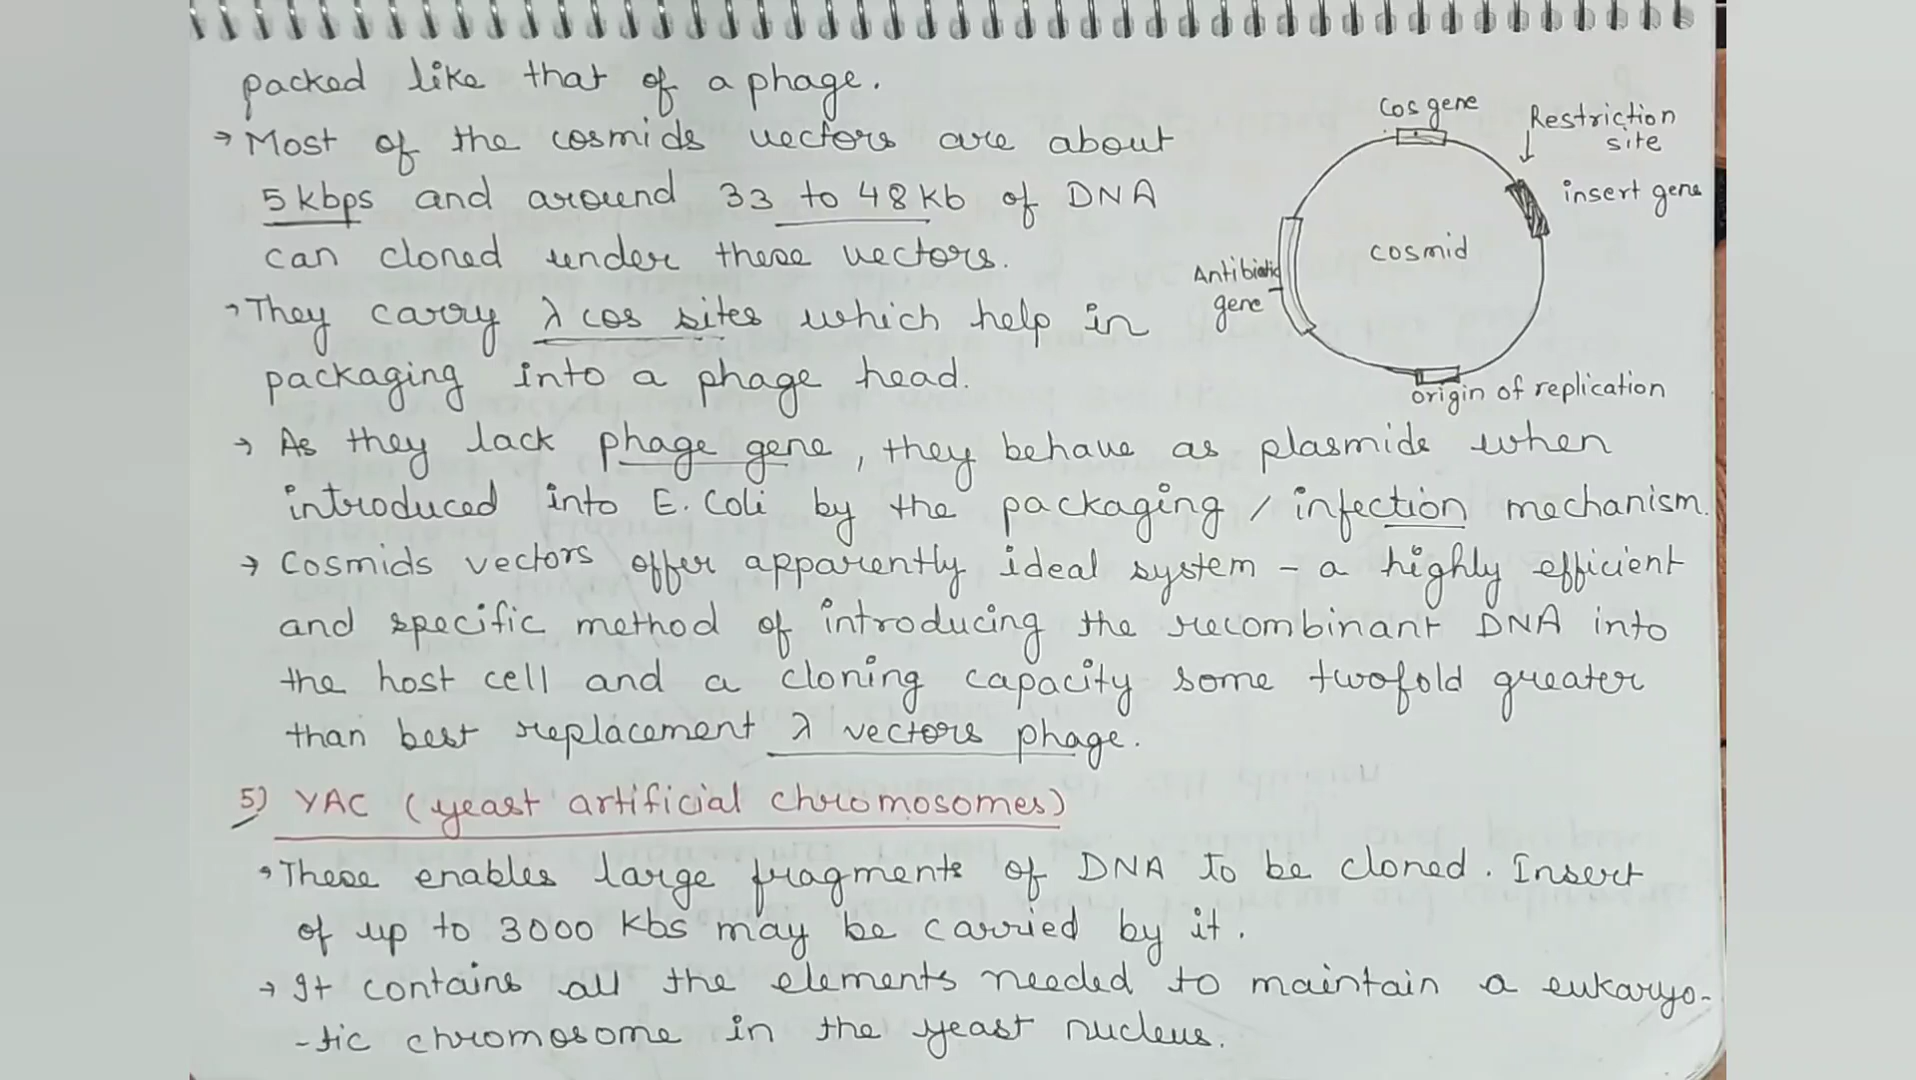 packed like that of a phage.
→ Most of the cosmids vectors are about
5 kbps and around 33 to 48 kb of DNA
can cloned under these vectors.
→ They carry λ cos sites which help in
packaging into a phage head.
cos gene
Restriction
site
insert gene
cosmid
Antibiotic
gene
origin of replication
→ As they lack phage gene, they behave as plasmids when
introduced into E. Coli by the packaging / infection mechanism.
→ Cosmids vectors offer apparently ideal system - a highly efficient
and specific method of introducing the recombinant DNA into
the host cell and a cloning capacity some twofold greater
than best replacement λ vectors phage.
5) YAC (yeast artificial chromosomes)
→ These enables large fragments of DNA to be cloned. Insert
of up to 3000 kbs may be carried by it.
→ It contains all the elements needed to maintain a eukaryo-
-tic chromosome in the yeast nucleus.